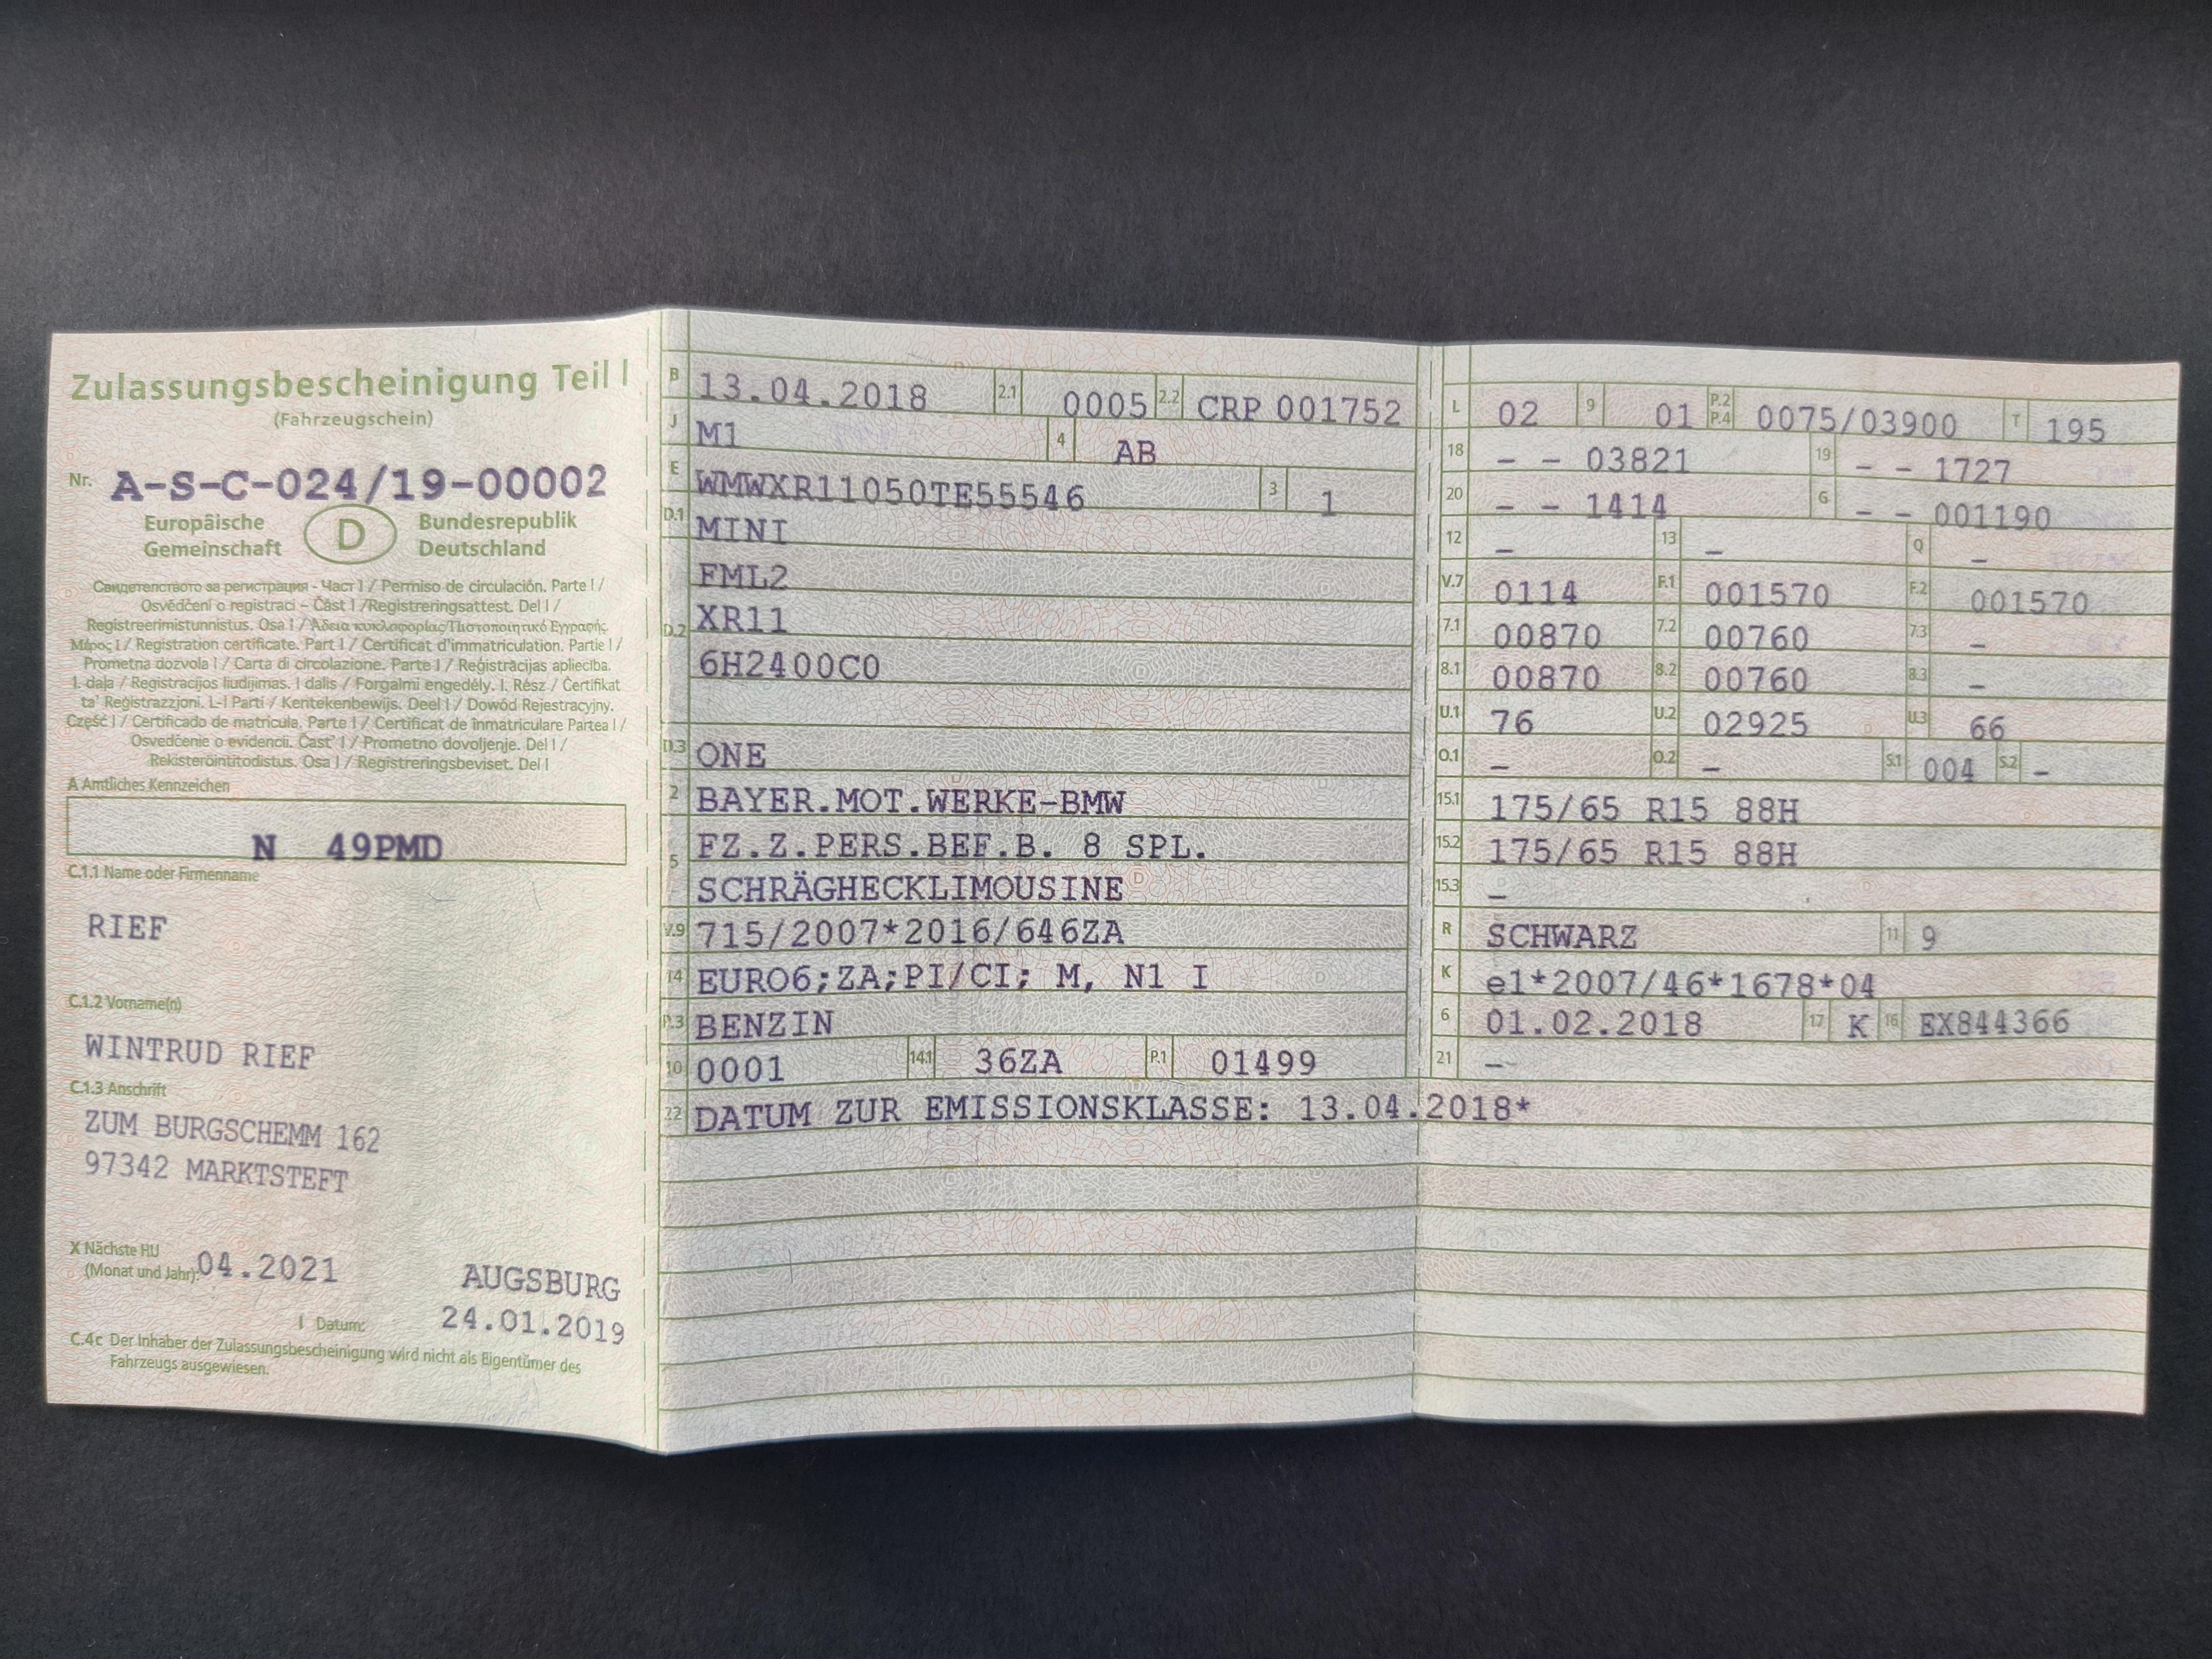 Zulassungsbescheinigung Teil I
(Fahrzeugschein)
Nr. A-S-C-024/19-00002
Europäische Gemeinschaft D Bundesrepublik Deutschland
Свидетелството за регистрация - Част I / Permiso de circulación. Parte I /
Osvědčení o registraci – Část I /Registreringsattest. Del I /
Registreerimistunnistus. Osa I / Άδεια κυκλοφορίας/Πιστοποιητικό Εγγραφής.
Μέρος I / Registration certificate. Part I / Certificat d'immatriculation. Partie I /
Prometna dozvola I / Carta di circolazione. Parte I / Reģistrācijas apliecība.
I. daļa / Registracijos liudijimas. I dalis / Forgalmi engedély. I. Rész / Ċertifikat
ta' Reġistrazzjoni. L-I Parti / Kentekenbewijs. Deel I / Dowód Rejestracyjny.
Część I / Certificado de matrícula. Parte I / Certificat de înmatriculare Partea I /
Osvedčenie o evidencii. Časť I / Prometno dovoljenje. Del I /
Rekisteröintitodistus. Osa I / Registreringsbeviset. Del I
A Amtliches Kennzeichen
N 49PMD
C.1.1 Name oder Firmenname
RIEF
C.1.2 Vorname(n)
WINTRUD RIEF
C.1.3 Anschrift
ZUM BURGSCHEMM 162
97342 MARKTSTEFT
X Nächste HU
(Monat und Jahr): 04.2021
AUGSBURG
I Datum: 24.01.2019
C.4c Der Inhaber der Zulassungsbescheinigung wird nicht als Eigentümer des
Fahrzeugs ausgewiesen.
B 13.04.2018 2.1 0005 2.2 CRP 001752
J M1 4 AB
E WMWXR11050TE55546 3 1
D.1 MINI
FML2
D.2 XR11
6H2400C0
D.3 ONE
2 BAYER.MOT.WERKE-BMW
5 FZ.Z.PERS.BEF.B. 8 SPL.
SCHRÄGHECKLIMOUSINE
V.9 715/2007*2016/646ZA
14 EURO6;ZA;PI/CI; M, N1 I
P.3 BENZIN
10 0001 14.1 36ZA P.1 01499
22 DATUM ZUR EMISSIONSKLASSE: 13.04.2018*
L 02 9 01 P.2 P.4 0075/03900 T 195
18 - - 03821 19 - - 1727
20 - - 1414 G - - 001190
12 - 13 - Q -
V.7 0114 F.1 001570 F.2 001570
7.1 00870 7.2 00760 7.3 -
8.1 00870 8.2 00760 8.3 -
U.1 76 U.2 02925 U.3 66
O.1 - O.2 - S.1 004 S.2 -
15.1 175/65 R15 88H
15.2 175/65 R15 88H
15.3 -
R SCHWARZ 11 9
K e1*2007/46*1678*04
6 01.02.2018 17 K 16 EX844366
21 -